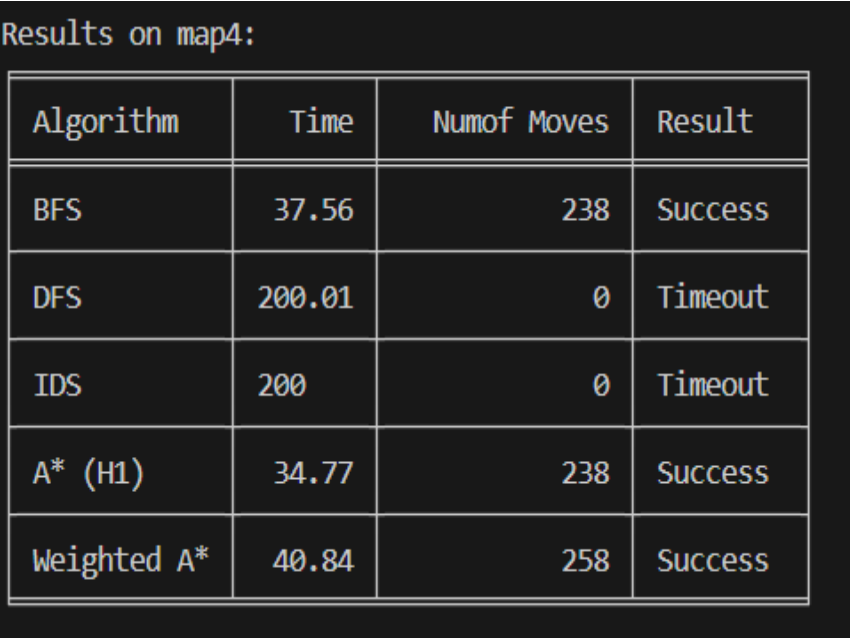 Results on map4:
Algorithm Time Numof Moves Result
BFS 37.56 238 Success
DFS 200.01 0 Timeout
IDS 200 0 Timeout
A* (H1) 34.77 238 Success
Weighted A* 40.84 258 Success